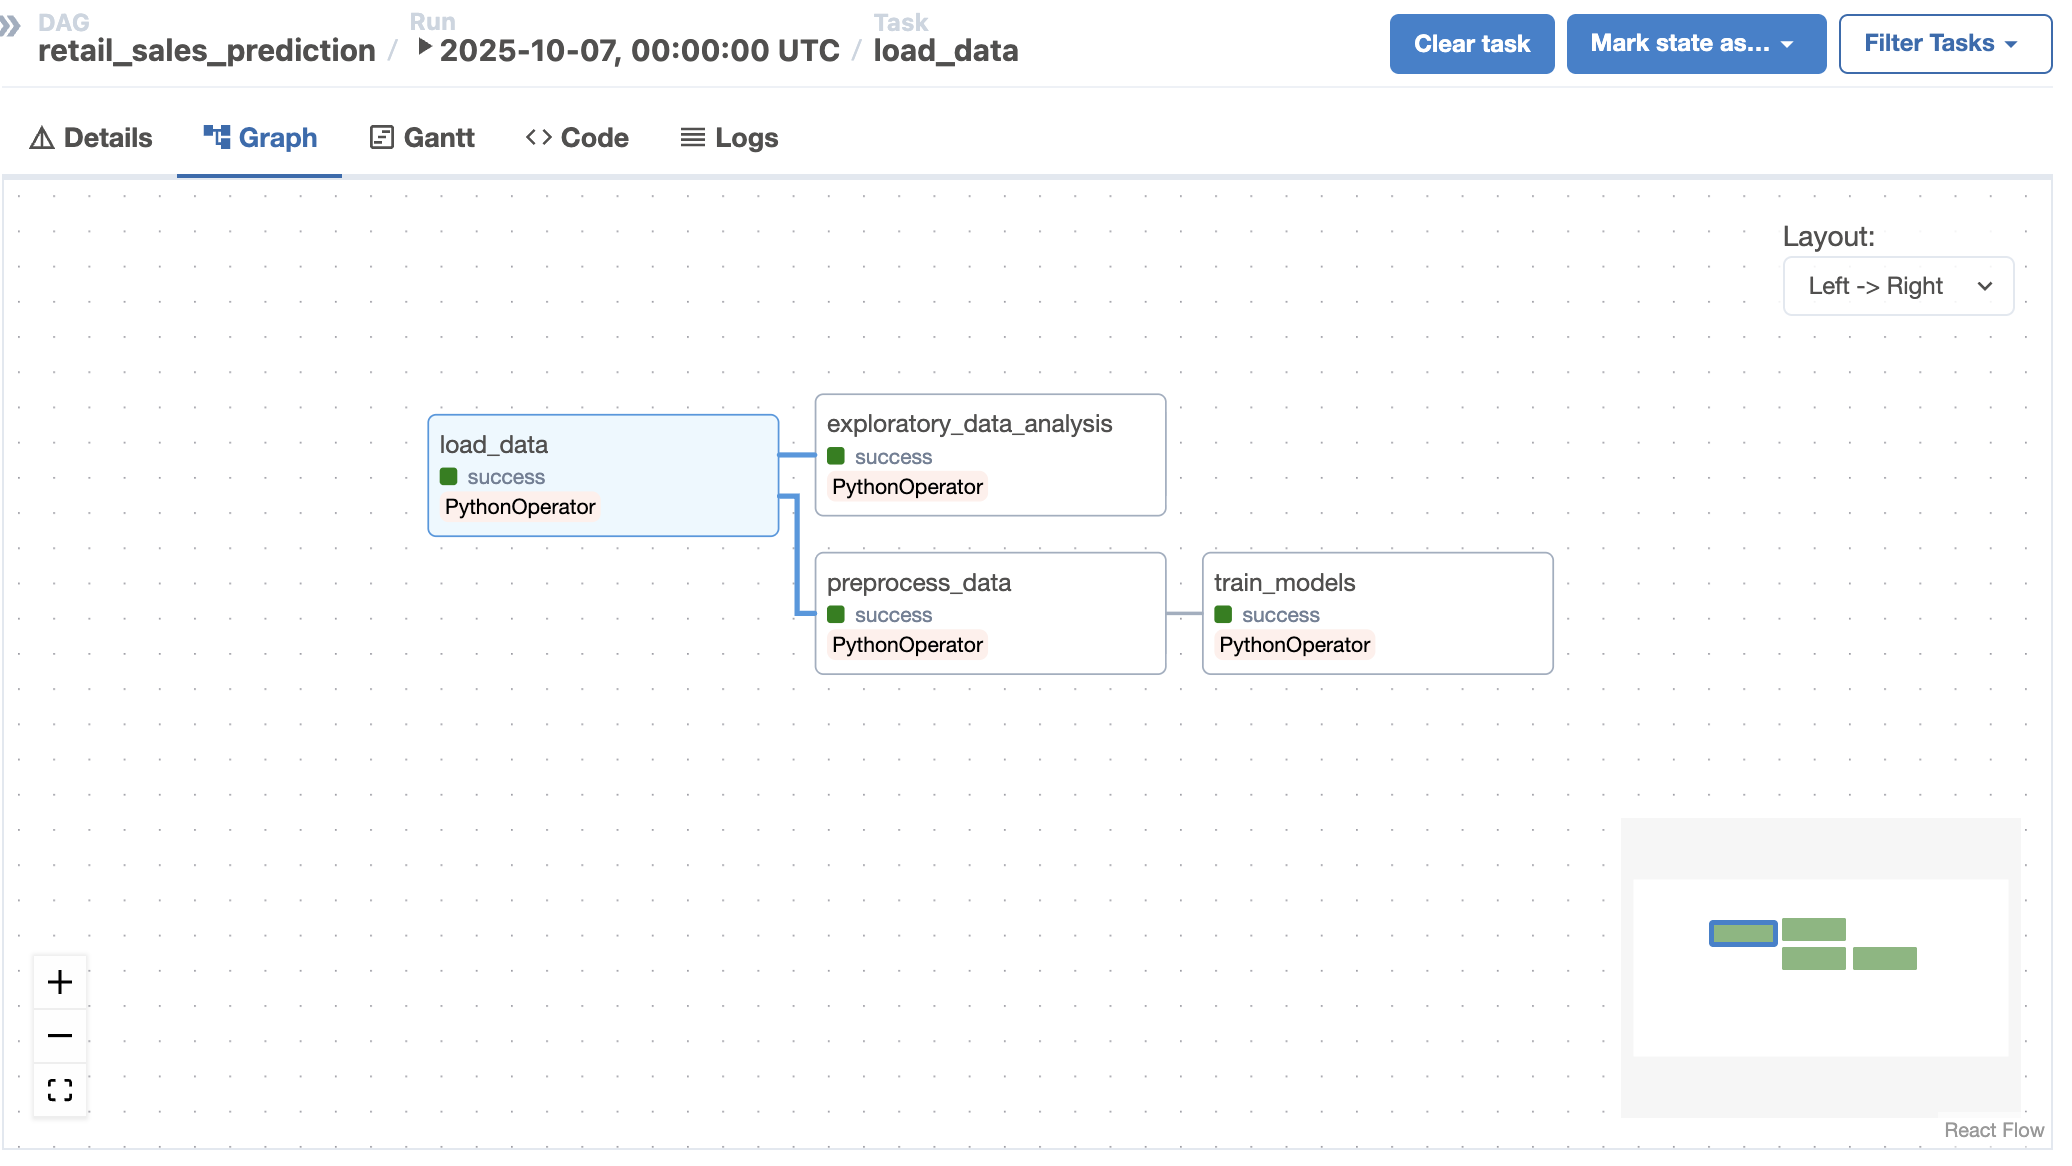 DAG
retail_sales_prediction
/
Run
2025-10-07, 00:00:00 UTC
/
Task
load_data
Clear task
Mark state as...
Filter Tasks
Details
Graph
Gantt
Code
Logs
Layout:
Left -> Right
load_data
success
PythonOperator
exploratory_data_analysis
success
PythonOperator
preprocess_data
success
PythonOperator
train_models
success
PythonOperator
React Flow